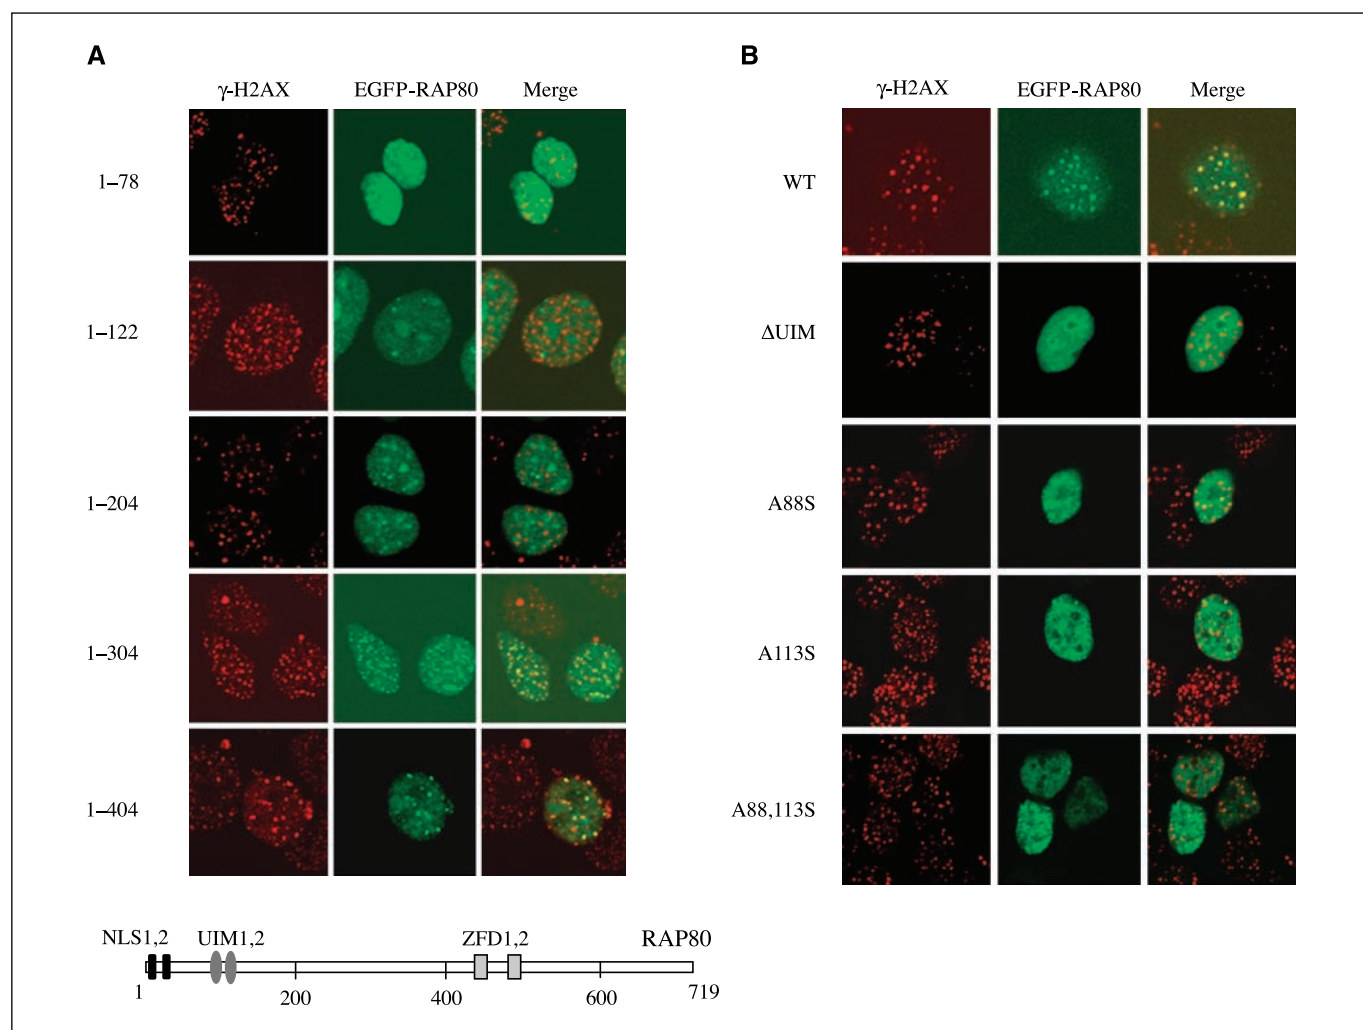 A
γ-H2AX EGFP-RAP80 Merge
1–78
1–122
1–204
1–304
1–404
NLS1,2 UIM1,2 ZFD1,2 RAP80
1 200 400 600 719
B
γ-H2AX EGFP-RAP80 Merge
WT
ΔUIM
A88S
A113S
A88,113S